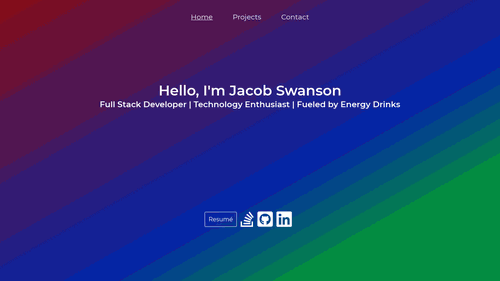 Home Projects Contact
Hello, I'm Jacob Swanson
Full Stack Developer | Technology Enthusiast | Fueled by Energy Drinks
Resumé